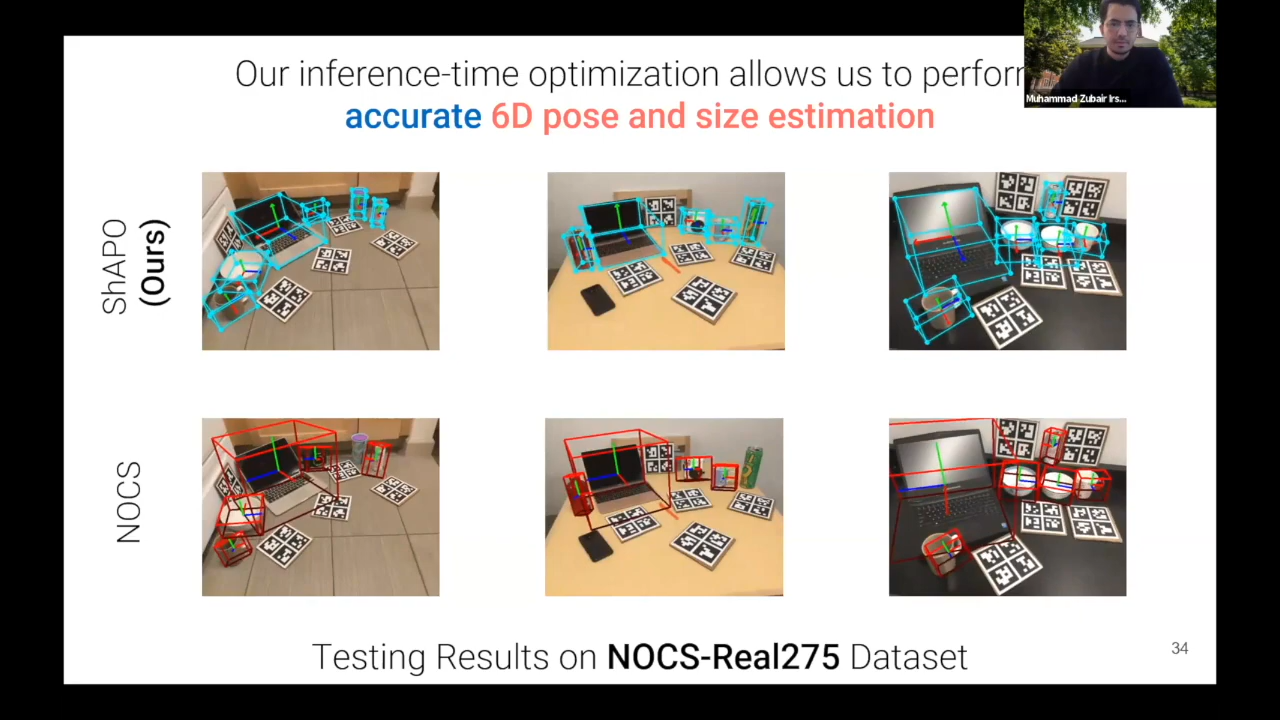 Our inference-time optimization allows us to perform
accurate 6D pose and size estimation
Muhammad Zubair Irs...
ShAPO
(Ours)
NOCS
Testing Results on NOCS-Real275 Dataset
34